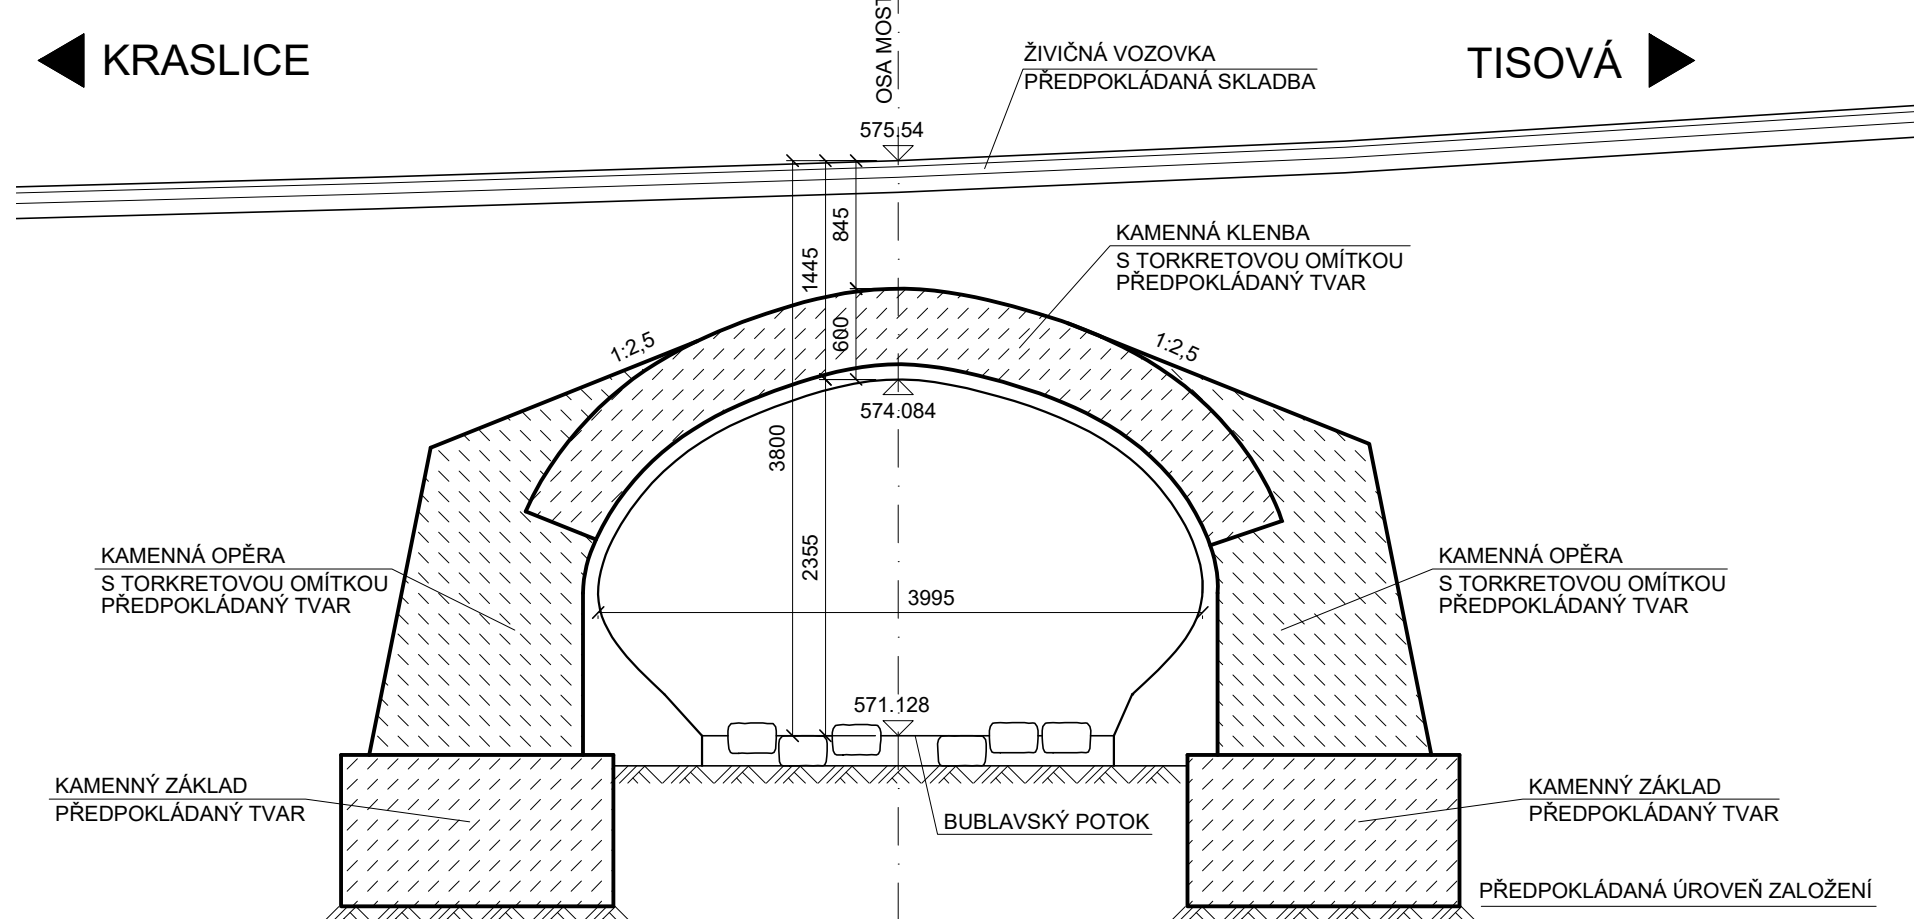 KRASLICE
OSA MOST
ŽIVIČNÁ VOZOVKA
PŘEDPOKLÁDANÁ SKLADBA
TISOVÁ
575.54
845
1445
600
3800
2355
KAMENNÁ KLENBA
S TORKRETOVOU OMÍTKOU
PŘEDPOKLÁDANÝ TVAR
1:2,5
1:2,5
574.084
KAMENNÁ OPĚRA
S TORKRETOVOU OMÍTKOU
PŘEDPOKLÁDANÝ TVAR
3995
KAMENNÁ OPĚRA
S TORKRETOVOU OMÍTKOU
PŘEDPOKLÁDANÝ TVAR
571.128
KAMENNÝ ZÁKLAD
PŘEDPOKLÁDANÝ TVAR
BUBLAVSKÝ POTOK
KAMENNÝ ZÁKLAD
PŘEDPOKLÁDANÝ TVAR
PŘEDPOKLÁDANÁ ÚROVEŇ ZALOŽENÍ